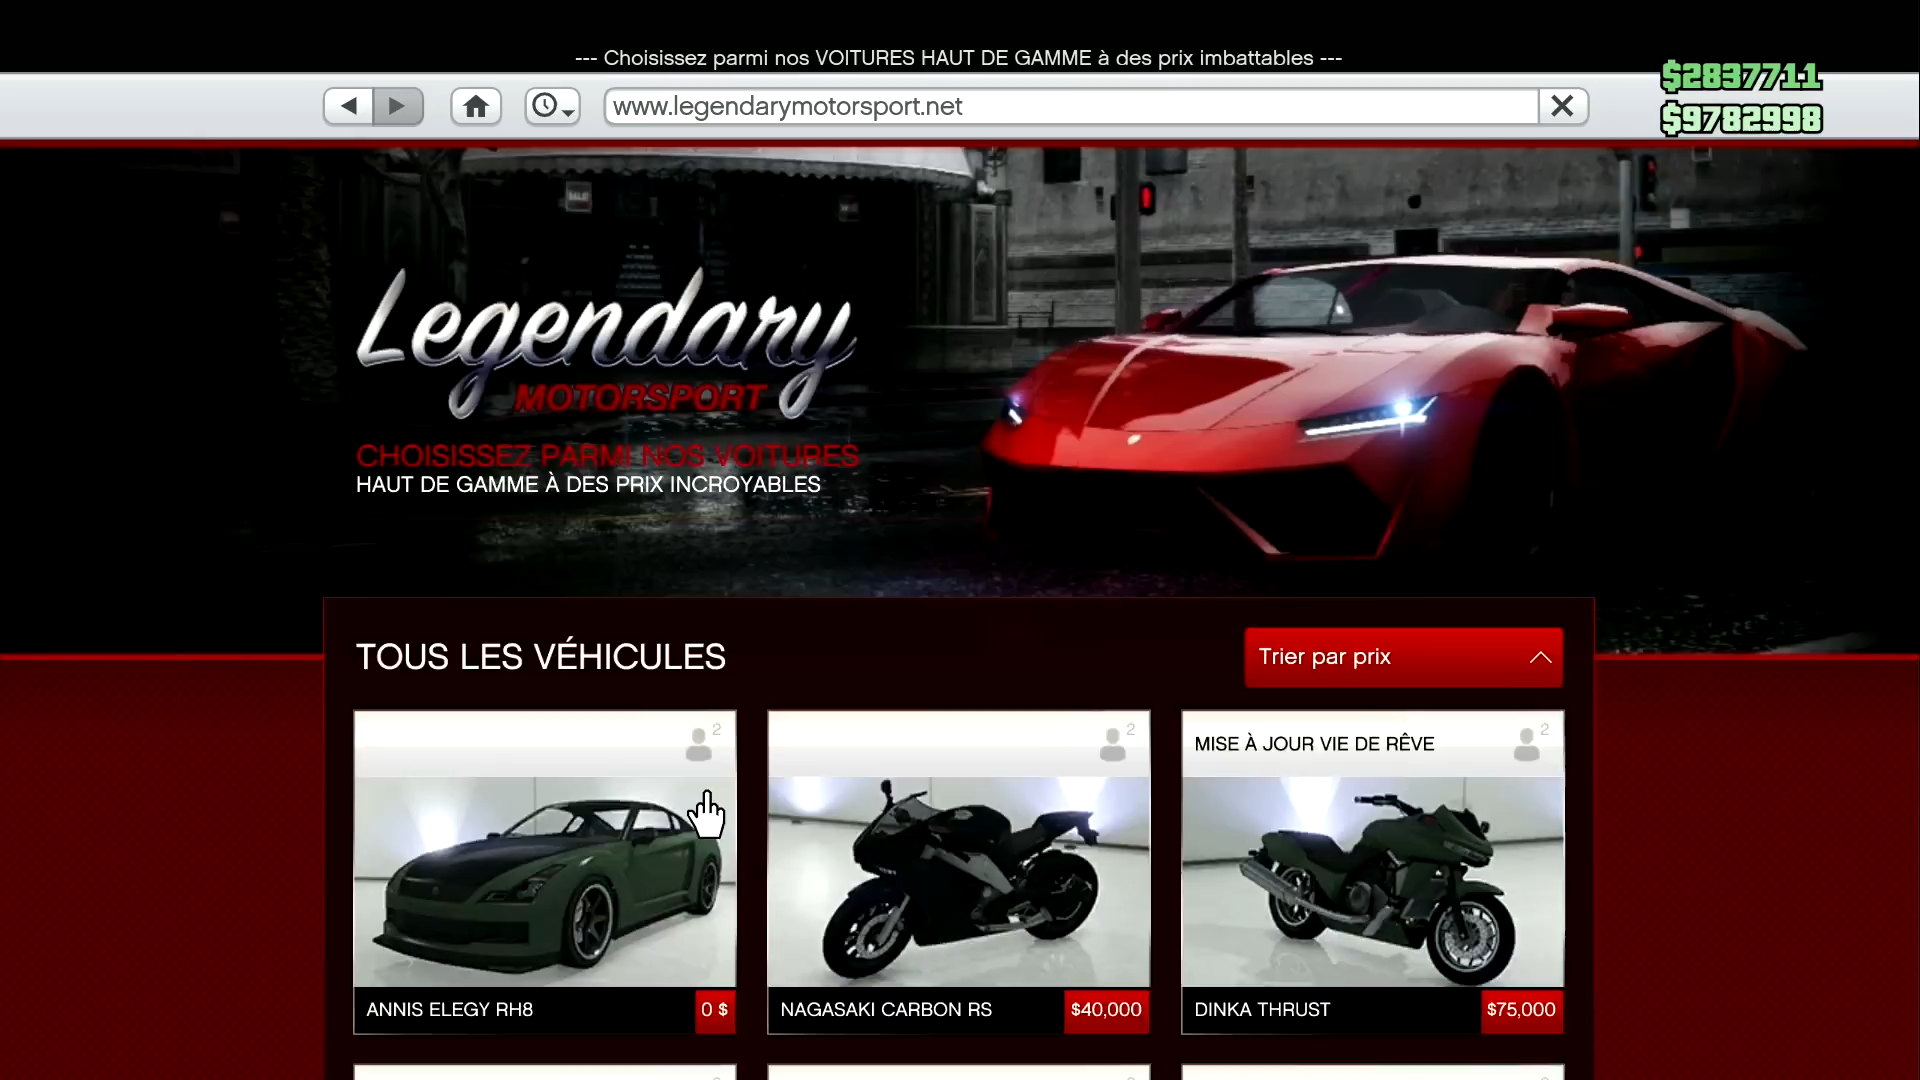 --- Choisissez parmi nos VOITURES HAUT DE GAMME à des prix imbattables ---
$2837711
www.legendarymotorsport.net
$9782998
Legendary
MOTORSPORT
CHOISISSEZ PARMI NOS VOITURES
HAUT DE GAMME À DES PRIX INCROYABLES
TOUS LES VÉHICULES
Trier par prix
2
2
MISE À JOUR VIE DE RÊVE
2
ANNIS ELEGY RH8
0 $
NAGASAKI CARBON RS
$40,000
DINKA THRUST
$75,000